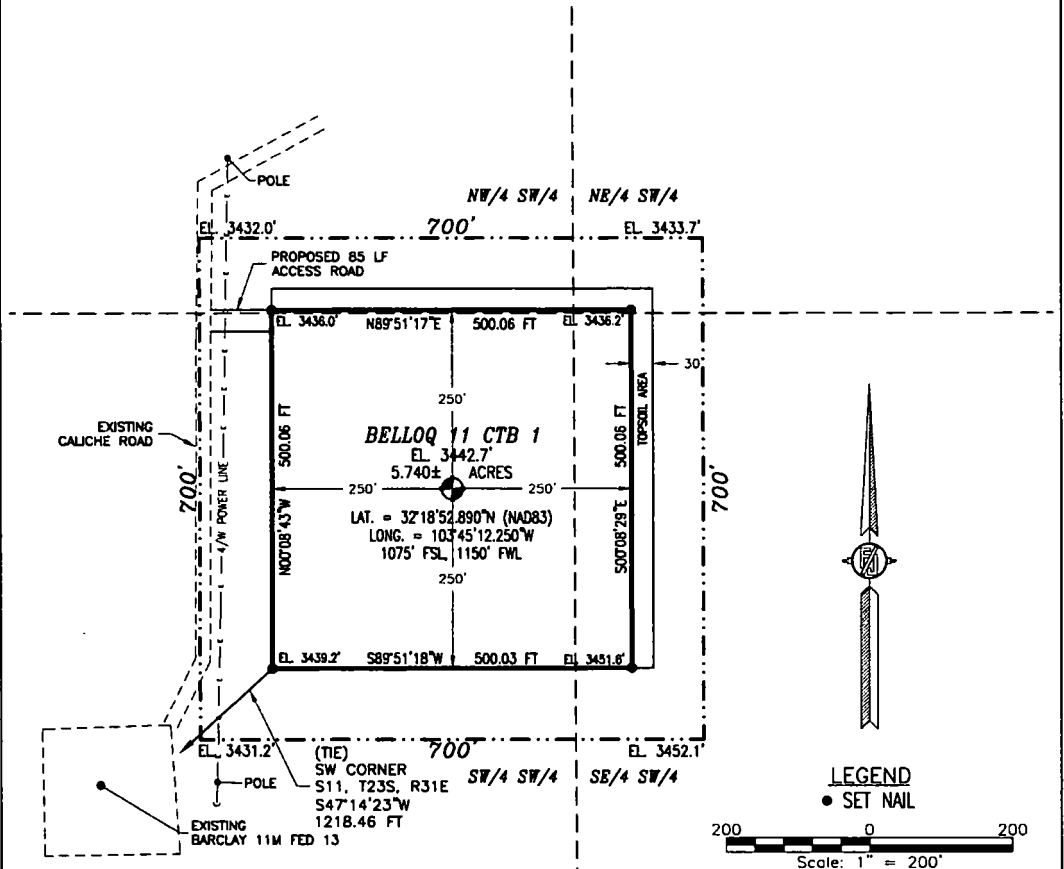 POLE
NW/4 SW/4 NE/4 SW/4
EL. 3432.0'
700'
EL. 3433.7'
PROPOSED 85 LF
ACCESS ROAD
EL. 3436.0'
N89°51'17"E
500.06 FT
EL. 3436.2'
30'
TOPSOIL AREA
250'
EXISTING
CALICHE ROAD
500.06 FT
500.06 FT
BELLOQ 11 CTB 1
EL. 3442.7'
5.740± ACRES
700'
4/W POWER LINE
250'
250'
700'
LAT. = 32°18'52.890"N (NAD83)
LONG. = 103°45'12.250"W
1075' FSL, 1150' FWL
N00°08'43"W
S00°08'29"E
250'
EL. 3439.2'
S89°51'18"W
500.03 FT
EL. 3451.8'
EL. 3431.2'
700'
EL. 3452.1'
(TIE)
SW CORNER
S11, T23S, R31E
S47°14'23"W
1218.46 FT
SW/4 SW/4 SE/4 SW/4
POLE
EXISTING
BARCLAY 11M FED 13
LEGEND
SET NAIL
200 0 200
Scale: 1" = 200'